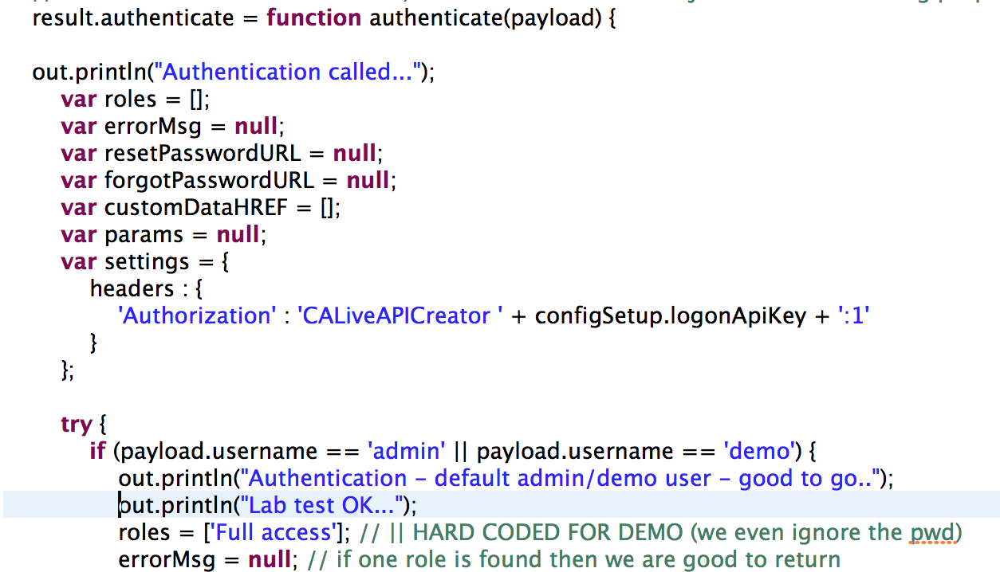 result.authenticate = function authenticate(payload) {
out.println("Authentication called...");
var roles = [];
var errorMsg = null;
var resetPasswordURL = null;
var forgotPasswordURL = null;
var customDataHREF = [];
var params = null;
var settings = {
headers : {
'Authorization' : 'CALiveAPICreator ' + configSetup.logonApiKey + ':1'
}
};
try {
if (payload.username == 'admin' || payload.username == 'demo') {
out.println("Authentication – default admin/demo user – good to go..");
out.println("Lab test OK...");
roles = ['Full access']; // || HARD CODED FOR DEMO (we even ignore the pwd)
errorMsg = null; // if one role is found then we are good to return